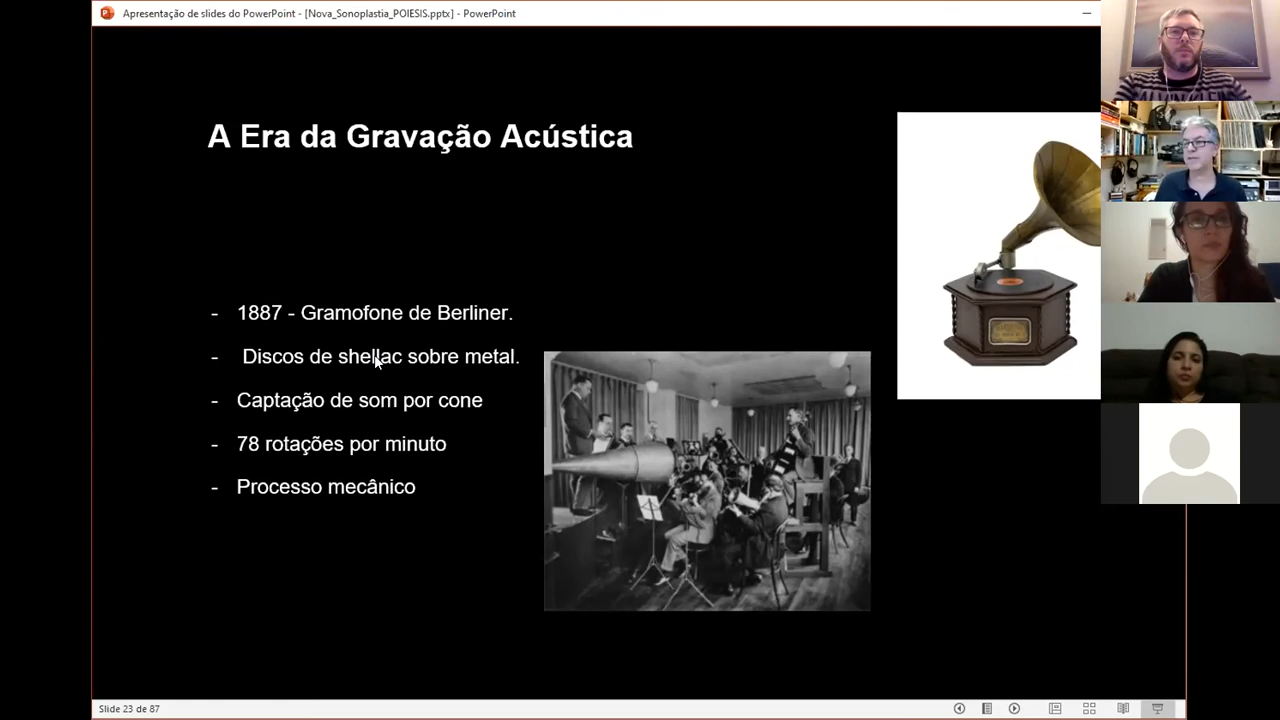 Apresentação de slides do PowerPoint - [Nova_Sonoplastia_POIESIS.pptx] - PowerPoint
A Era da Gravação Acústica
- 1887 - Gramofone de Berliner.
- Discos de shellac sobre metal.
- Captação de som por cone
- 78 rotações por minuto
- Processo mecânico
Slide 23 de 87